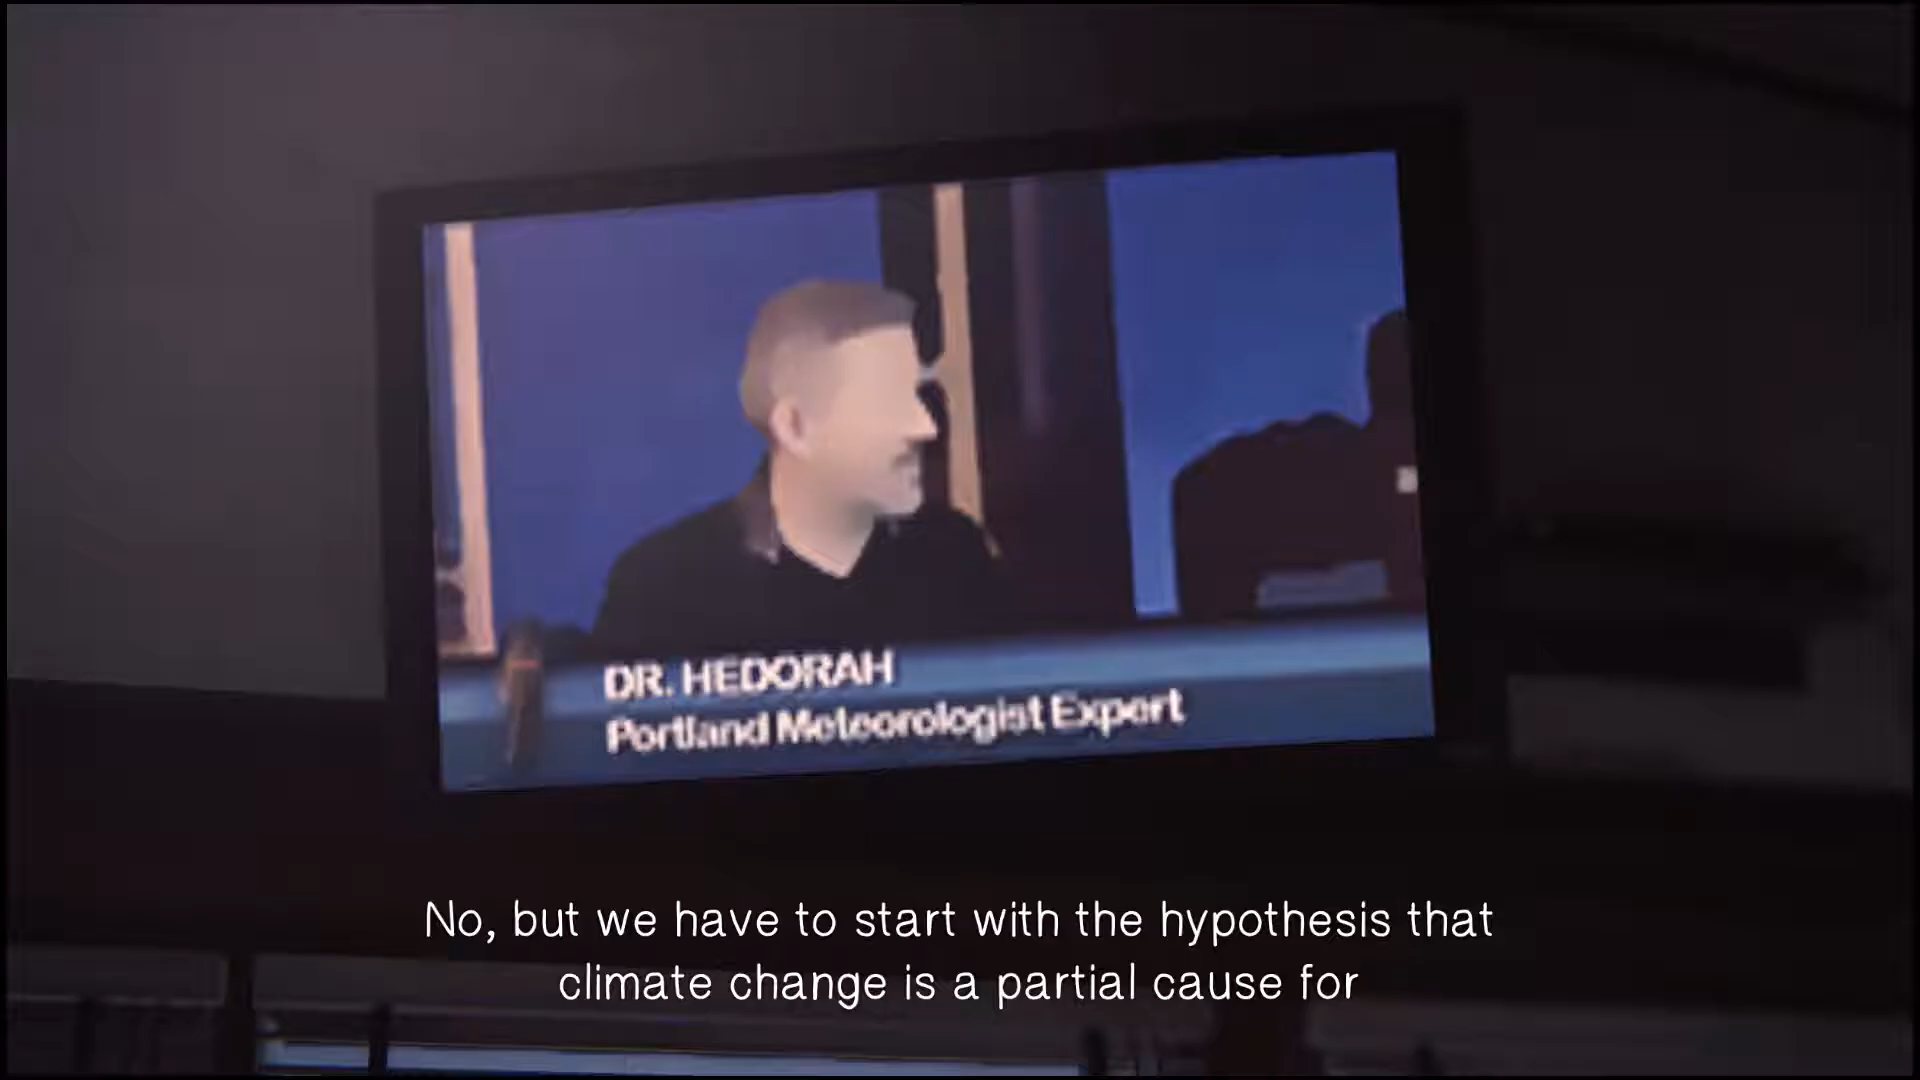 DR. HEDORAH
Portland Meteorologist Expert
No, but we have to start with the hypothesis that
climate change is a partial cause for